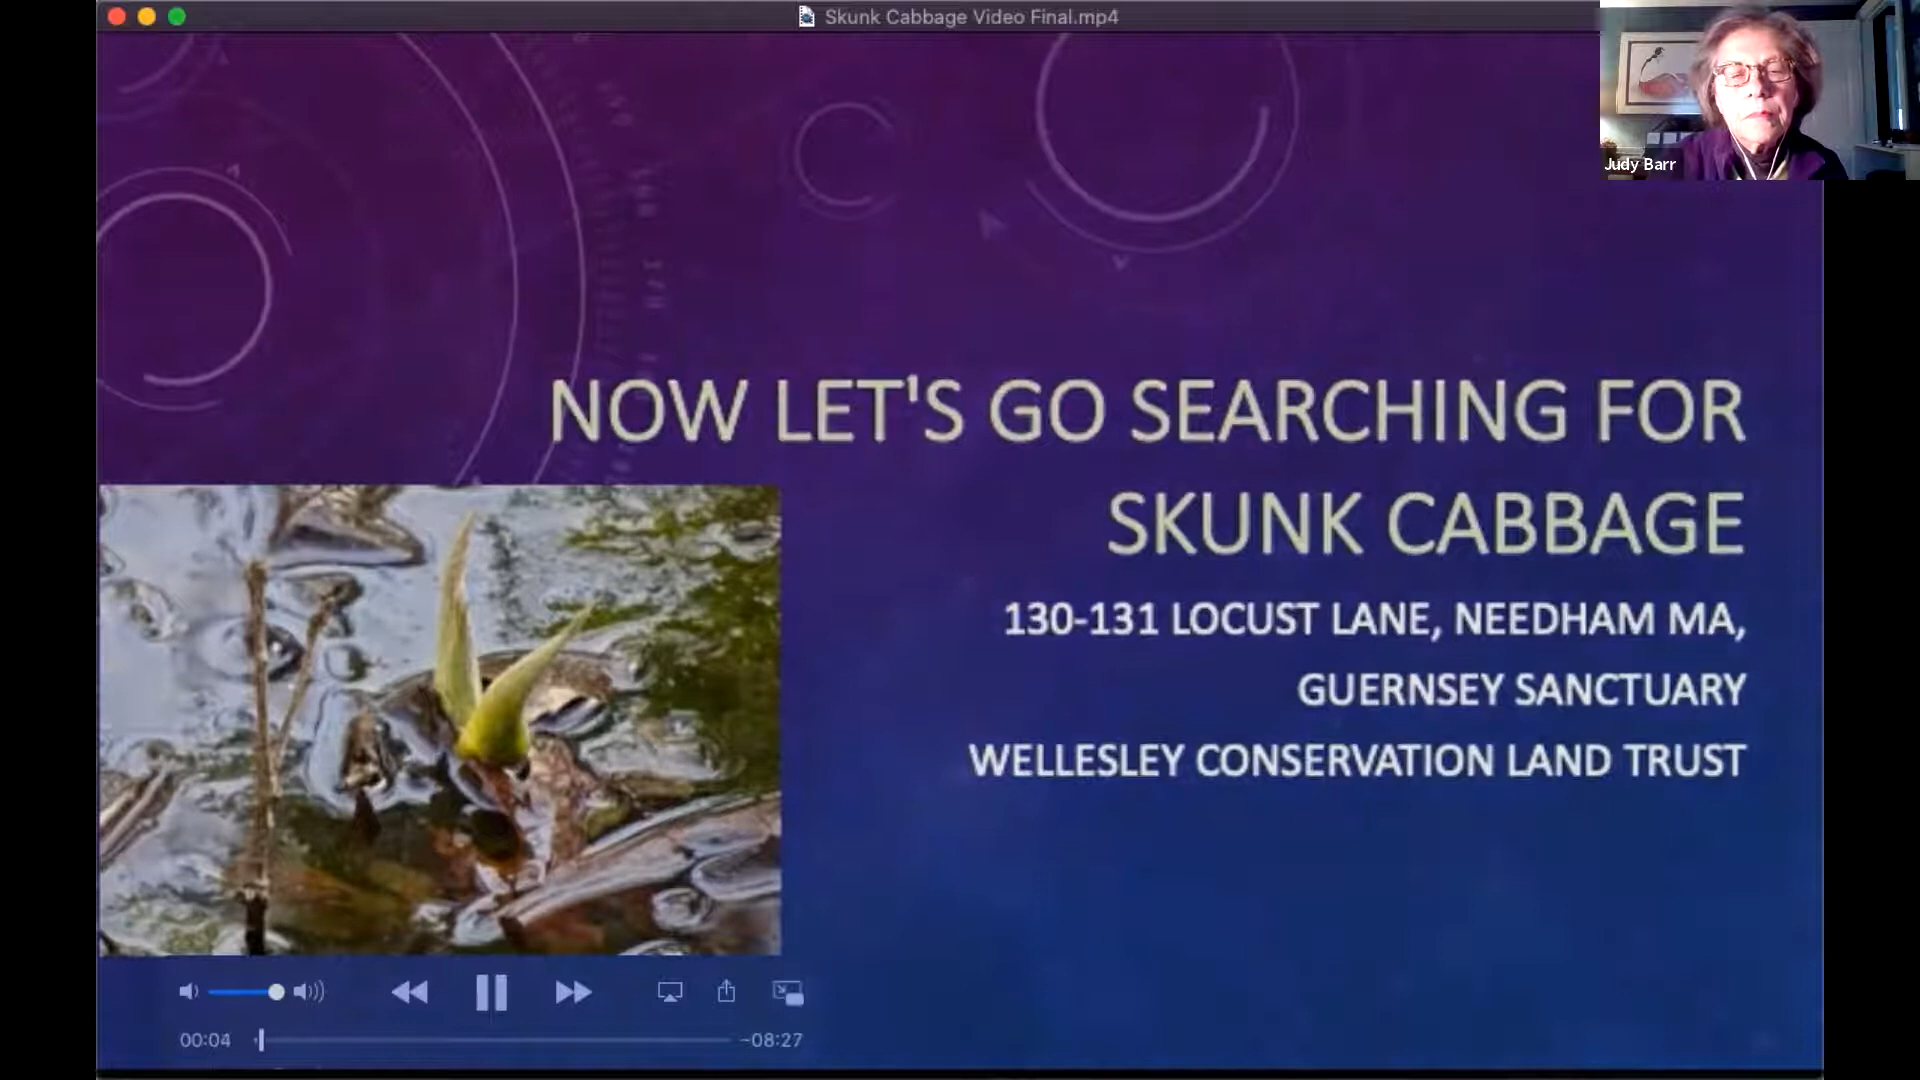 Skunk Cabbage Video Final.mp4
Judy Barr
NOW LET'S GO SEARCHING FOR
SKUNK CABBAGE
130-131 LOCUST LANE, NEEDHAM MA,
GUERNSEY SANCTUARY
WELLESLEY CONSERVATION LAND TRUST
00:04
-08:27